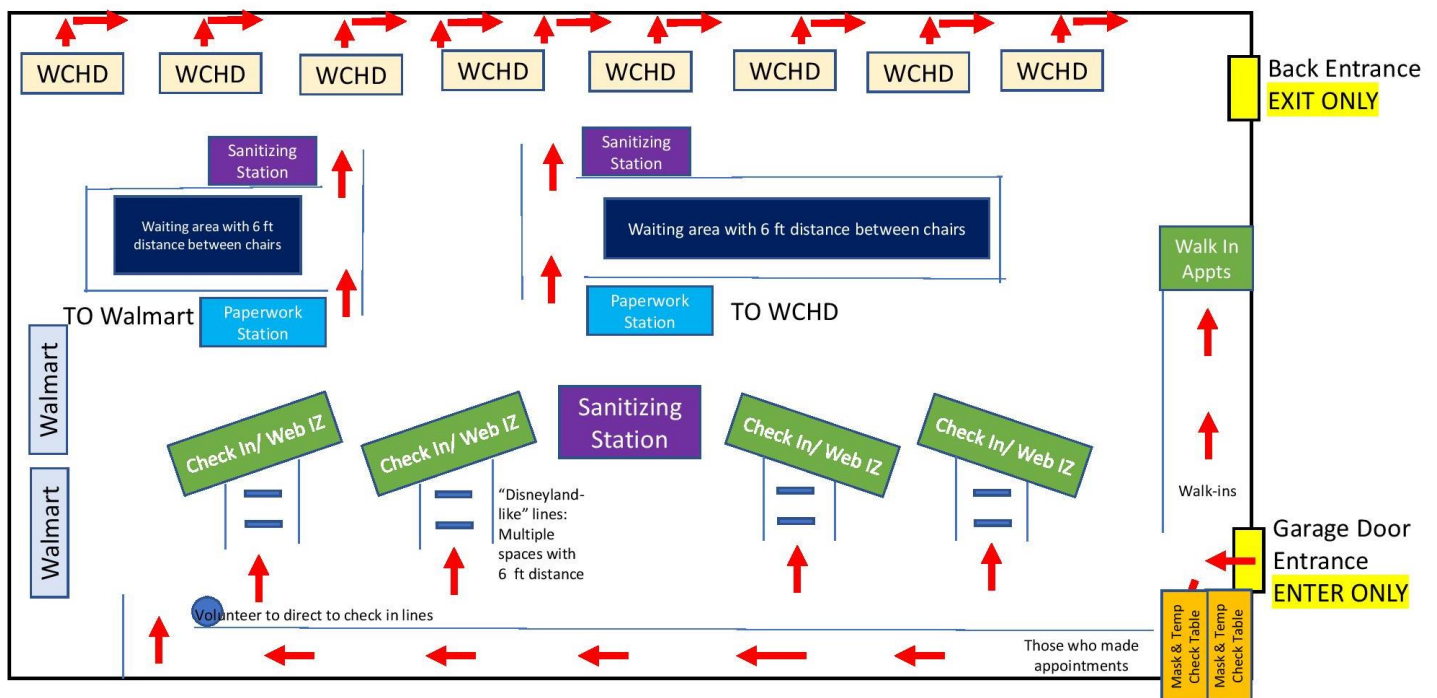 WCHD
WCHD
WCHD
WCHD
WCHD
WCHD
WCHD
WCHD
Back Entrance
EXIT ONLY
Sanitizing
Station
Sanitizing
Station
Waiting area with 6 ft
distance between chairs
Waiting area with 6 ft distance between chairs
Walk In
Appts
TO Walmart
Paperwork
Station
Paperwork
Station
TO WCHD
Walmart
Walmart
Check In/ Web IZ
Check In/ Web IZ
Sanitizing
Station
Check In/ Web IZ
Check In/ Web IZ
"Disneyland-
like" lines:
Multiple
spaces with
6 ft distance
Walk-ins
Garage Door
Entrance
ENTER ONLY
Volunteer to direct to check in lines
Those who made
appointments
Mask & Temp
Check Table
Mask & Temp
Check Table